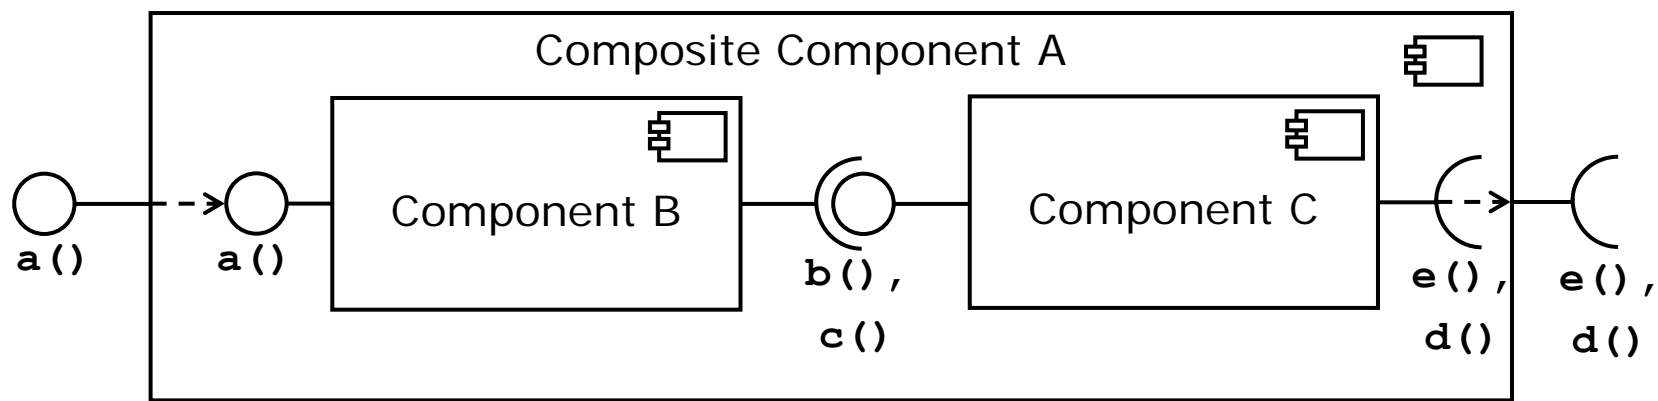 Composite Component A
Component B
Component C
a()
a()
b(),
c()
e(),
d()
e(),
d()